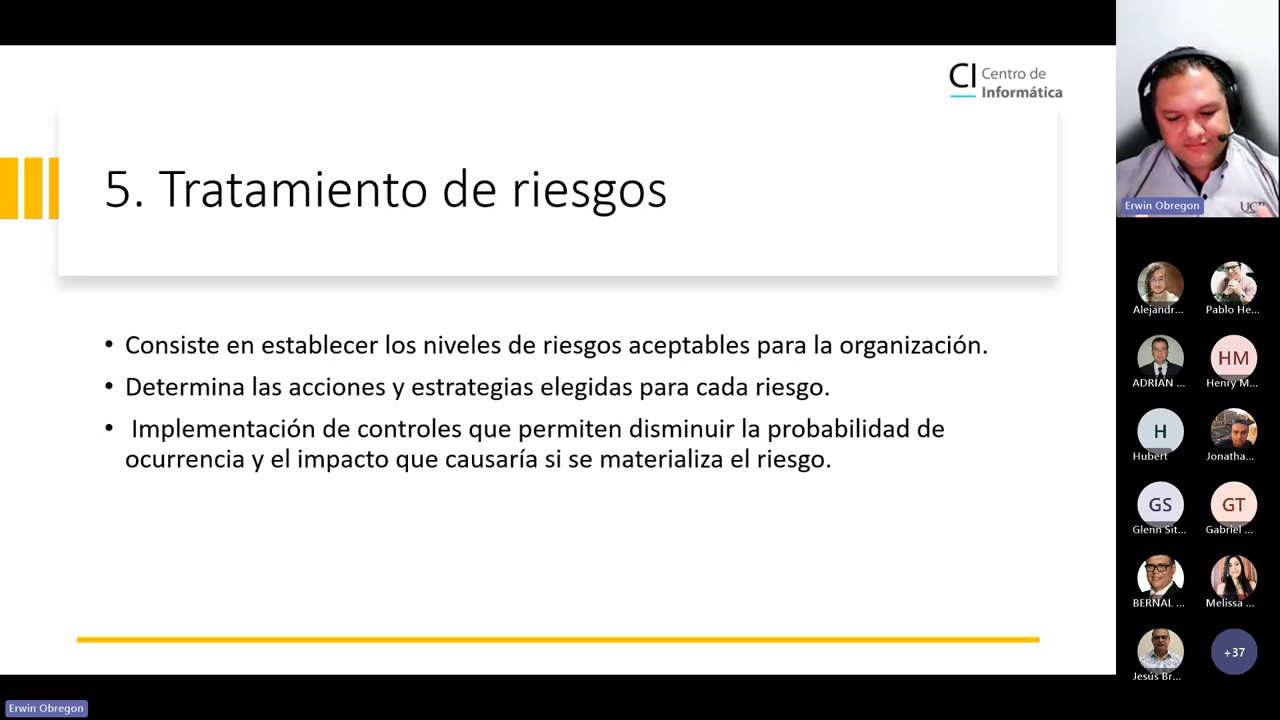 CI Centro de
Informática
5. Tratamiento de riesgos
• Consiste en establecer los niveles de riesgos aceptables para la organización.
• Determina las acciones y estrategias elegidas para cada riesgo.
• Implementación de controles que permiten disminuir la probabilidad de
ocurrencia y el impacto que causaría si se materializa el riesgo.
Erwin Obregon
UCR
Alejandr...
Pablo He...
ADRÍAN ...
HM
Henry M...
H
Hubert
Jonatha...
GS
Glenn Sit...
GT
Gabriel ...
BERNAL ...
Melissa ...
Jesús Br...
+37
Erwin Obregon